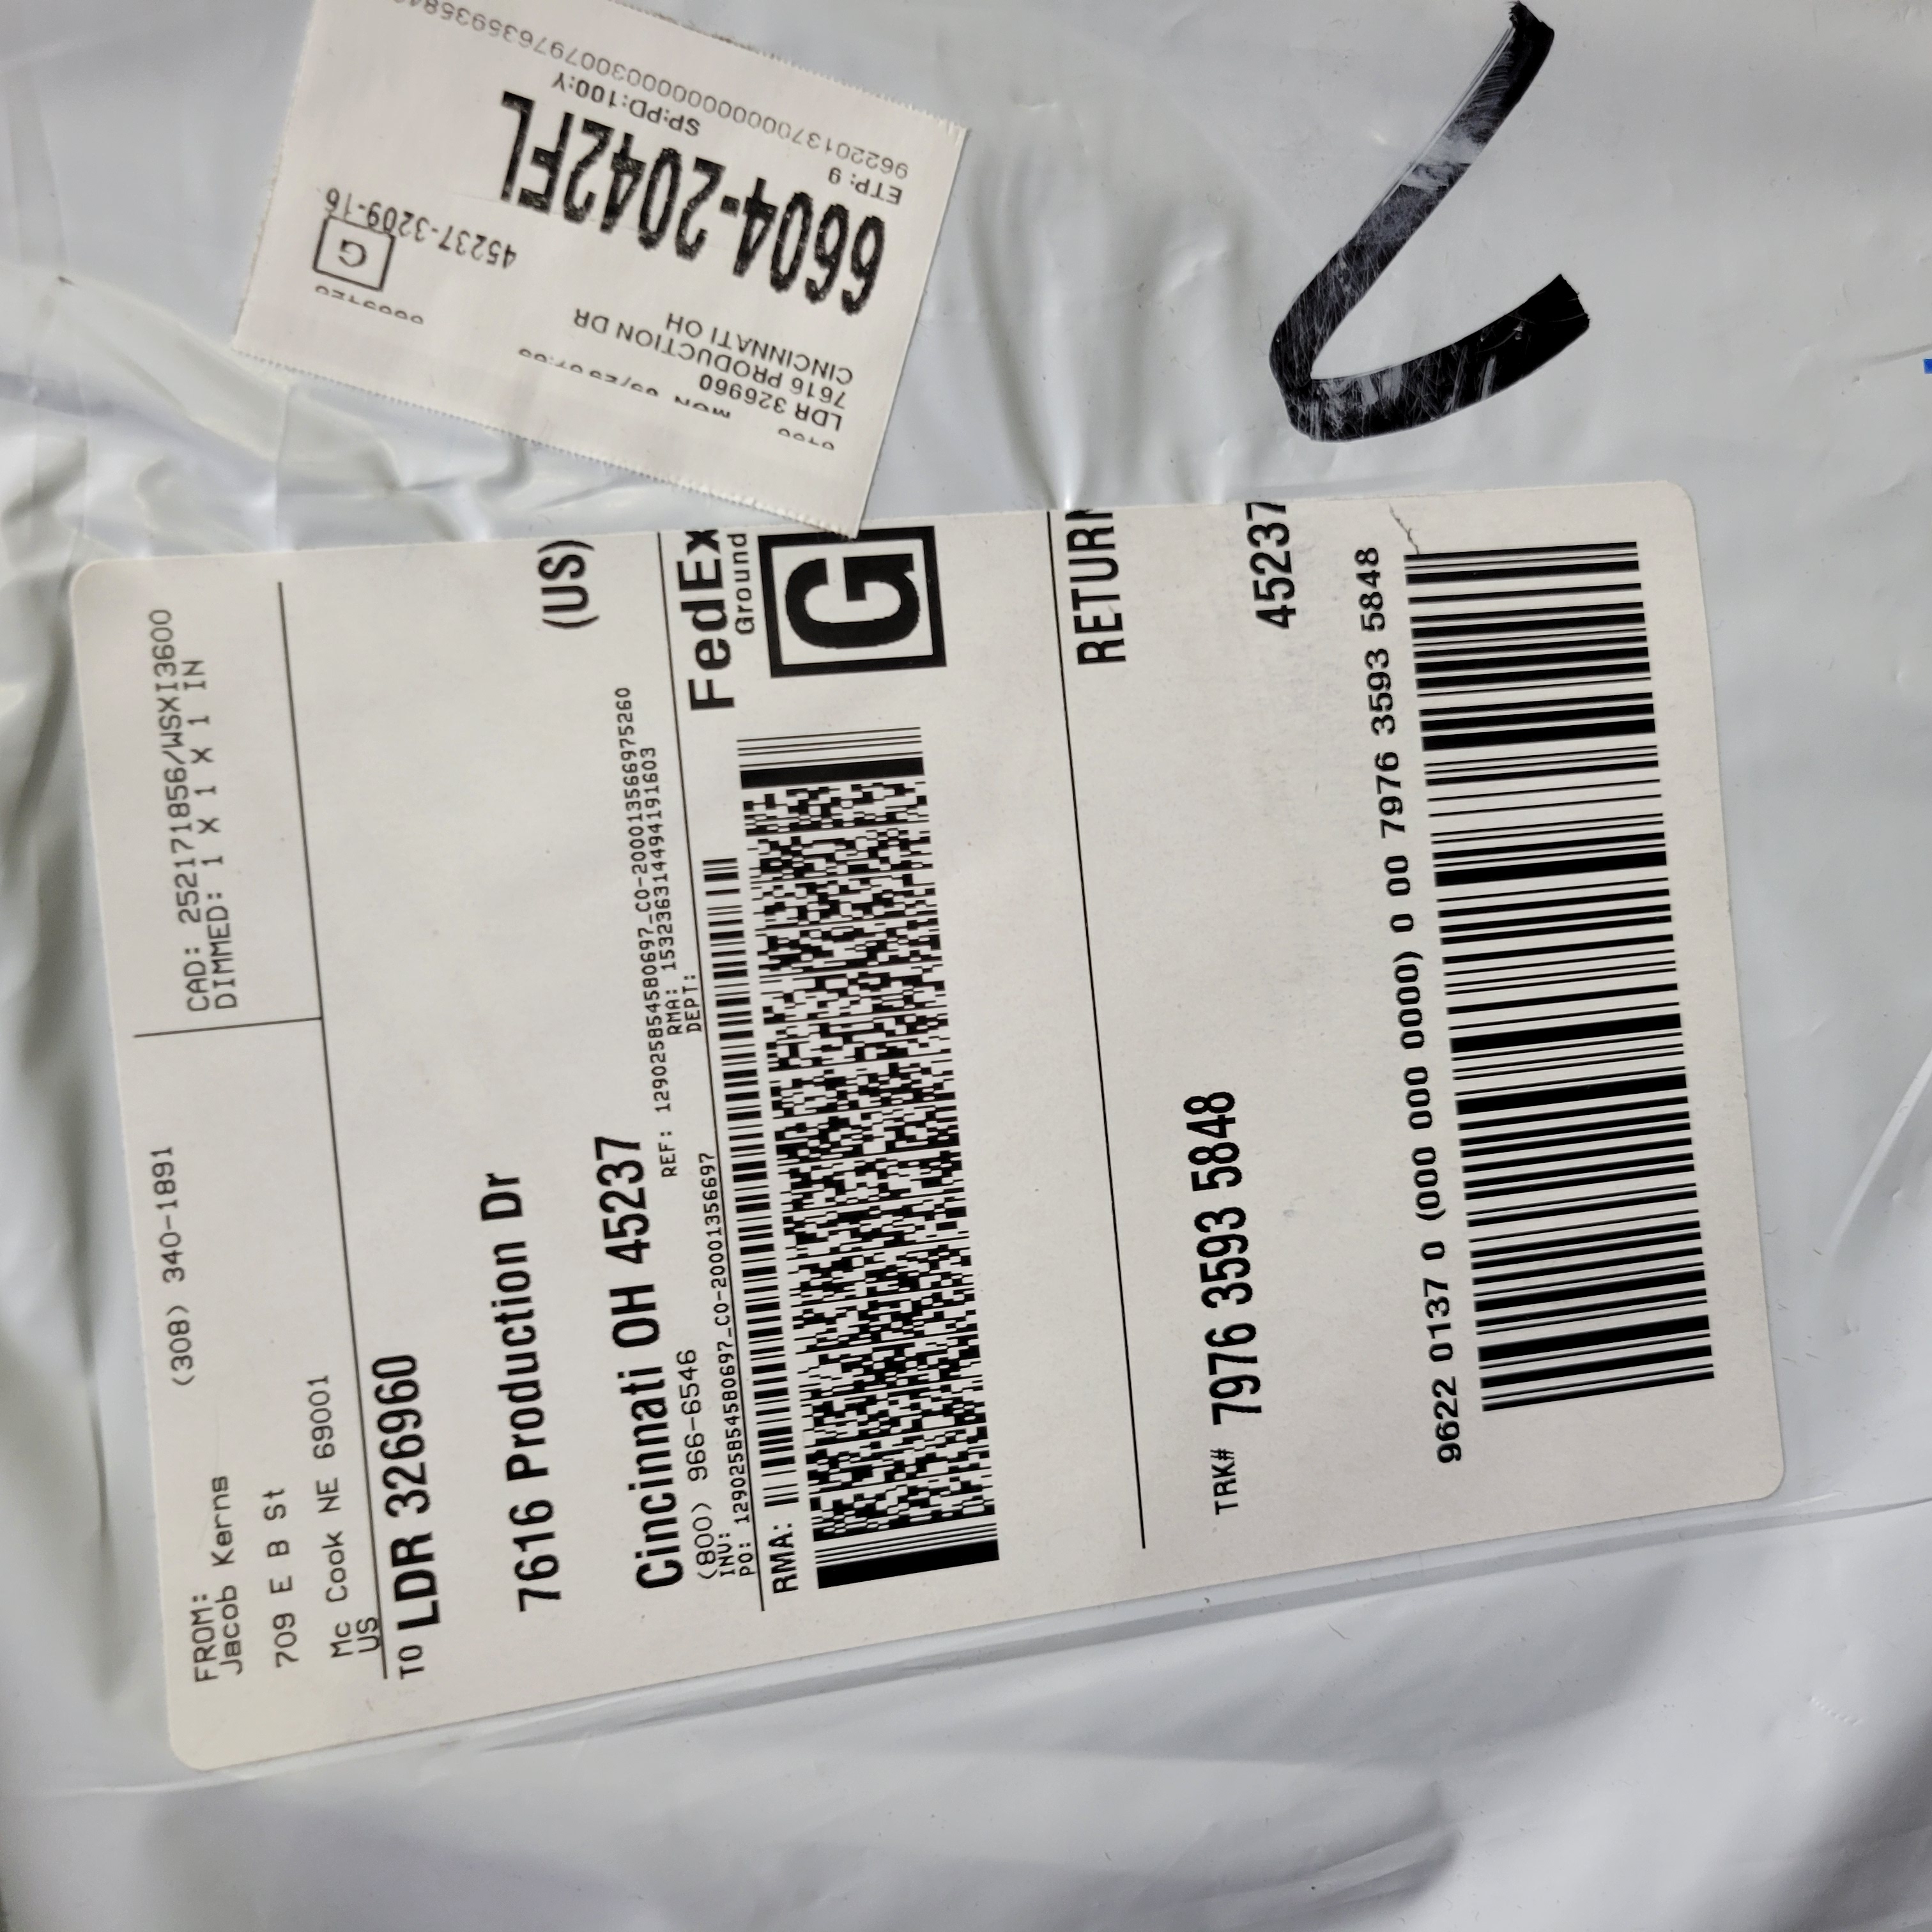 FROM:
Jacob Kerns
(308) 340-1891
709 E B St
Mc Cook NE 69001
US
CAD: 252171856/WSXI3600
DIMMED: 1 X 1 X 1 IN
TO LDR 326960
7616 Production Dr
(US)
Cincinnati OH 45237
(800) 966-6546
REF: 129025854580697_CO-20001356697526​0
INV:
RMA: 153236314494191603
PO: 129025854580697_CO-20001356697
DEPT:
RMA:
FedEx
Ground
G
RETURN
TRK# 7976 3593 5848
45237
9622 0137 0 (000 000 0000) 0 00 7976 3593 5848
LDR 326960
7616 PRODUCTION DR
CINCINNATI OH
6604-2042FL
G
45237-3209-16
ETP: 9
SP:PD:100:Y